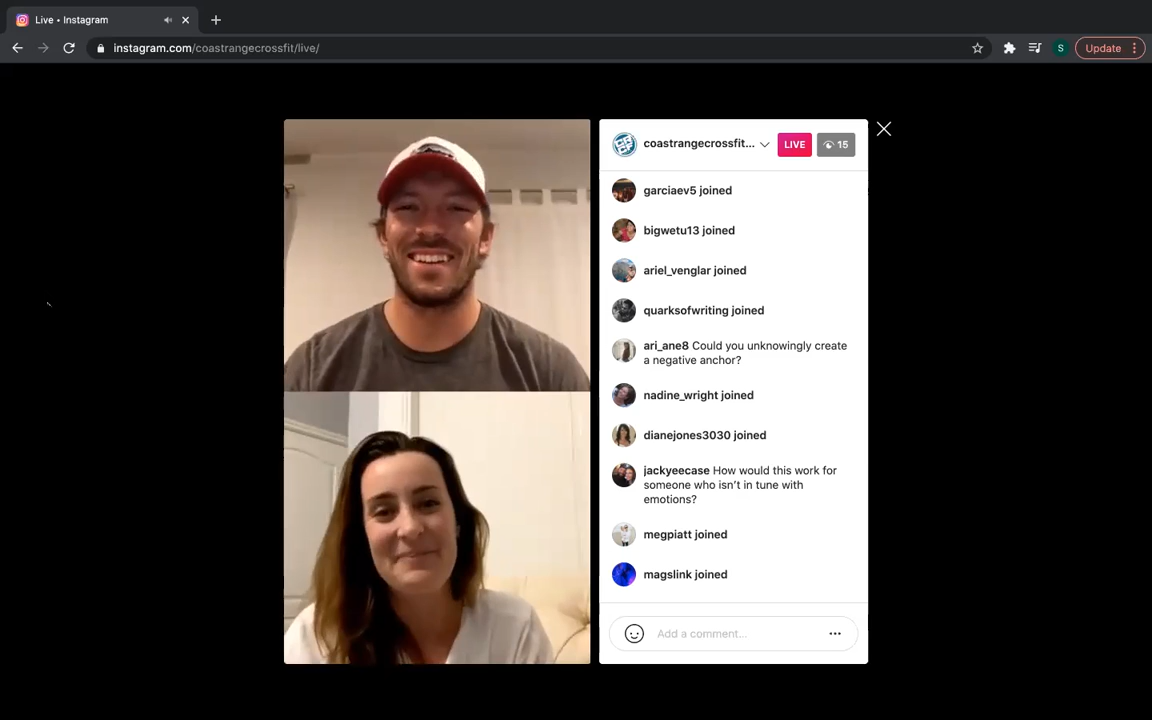 Live • Instagram
instagram.com/coastrangecrossfit/live/
S
Update
coastrangecrossfit...
LIVE
15
garciaev5 joined
bigwetu13 joined
ariel_venglar joined
quarksofwriting joined
ari_ane8 Could you unknowingly create
a negative anchor?
nadine_wright joined
dianejones3030 joined
jackyeecase How would this work for
someone who isn’t in tune with
emotions?
megpiatt joined
magslink joined
Add a comment...